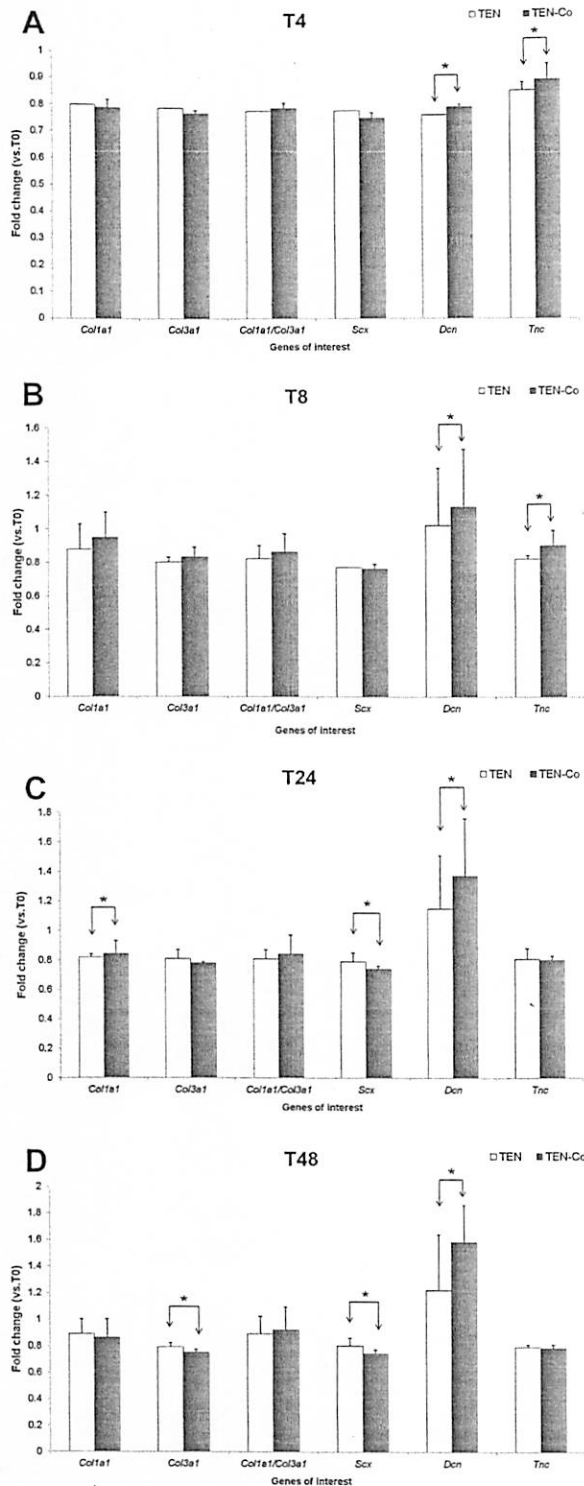 A
T4
□ TEN ■ TEN-Co
Fold change (vs.T0)
1
0.9
0.8
0.7
0.6
0.5
0.4
0.3
0.2
0.1
0
*
*
Col1a1 Col3a1 Col1a1/Col3a1 Scx Dcn Tnc
Genes of interest
B
T8
□ TEN ■ TEN-Co
Fold change (vs.T0)
1.6
1.4
1.2
1
0.8
0.6
0.4
0.2
0
*
*
Col1a1 Col3a1 Col1a1/Col3a1 Scx Dcn Tnc
Genes of interest
C
T24
□ TEN ■ TEN-Co
Fold change (vs.T0)
1.8
1.6
1.4
1.2
1
0.8
0.6
0.4
0.2
0
*
*
*
Col1a1 Col3a1 Col1a1/Col3a1 Scx Dcn Tnc
Genes of interest
D
T48
□ TEN ■ TEN-Co
Fold change (vs.T0)
2
1.8
1.6
1.4
1.2
1
0.8
0.6
0.4
0.2
0
*
*
*
Col1a1 Col3a1 Col1a1/Col3a1 Scx Dcn Tnc
Genes of interest